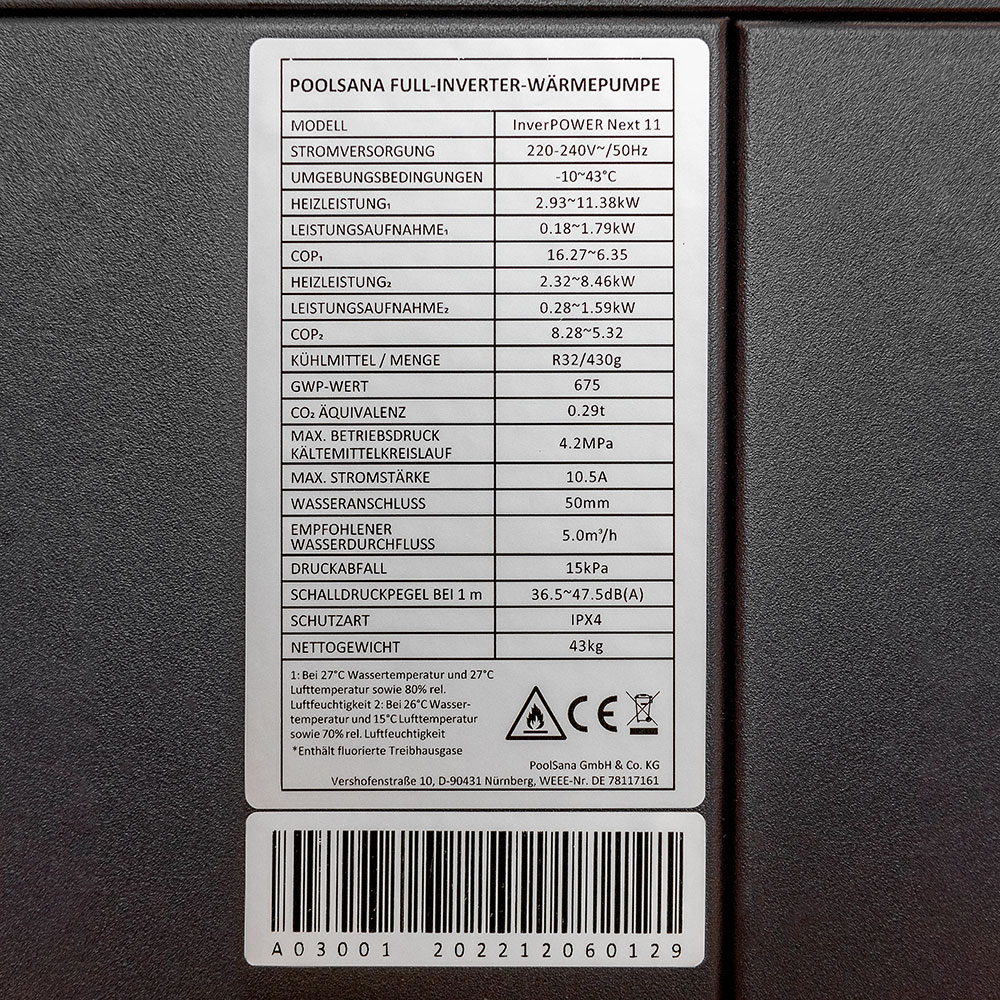 POOLSANA FULL-INVERTER-WÄRMEPUMPE
MODELL InverPOWER Next 11
STROMVERSORGUNG 220-240V~/50Hz
UMGEBUNGSBEDINGUNGEN -10~43°C
HEIZLEISTUNG₁ 2.93~11.38kW
LEISTUNGSAUFNAHME₁ 0.18~1.79kW
COP₁ 16.27~6.35
HEIZLEISTUNG₂ 2.32~8.46kW
LEISTUNGSAUFNAHME₂ 0.28~1.59kW
COP₂ 8.28~5.32
KÜHLMITTEL / MENGE R32/430g
GWP-WERT 675
CO₂ ÄQUIVALENZ 0.29t
MAX. BETRIEBSDRUCK
KÄLTEMITTELKREISLAUF 4.2MPa
MAX. STROMSTÄRKE 10.5A
WASSERANSCHLUSS 50mm
EMPFOHLENER
WASSERDURCHFLUSS 5.0m³/h
DRUCKABFALL 15kPa
SCHALLDRUCKPEGEL BEI 1 m 36.5~47.5dB(A)
SCHUTZART IPX4
NETTOGEWICHT 43kg
1: Bei 27°C Wassertemperatur und 27°C
Lufttemperatur sowie 80% rel.
Luftfeuchtigkeit 2: Bei 26°C Wasser-
temperatur und 15°C Lufttemperatur
sowie 70% rel. Luftfeuchtigkeit
*Enthält fluorierte Treibhausgase
CE
PoolSana GmbH & Co. KG
Vershofenstraße 10, D-90431 Nürnberg, WEEE-Nr. DE 78117161
A03001 202212060129